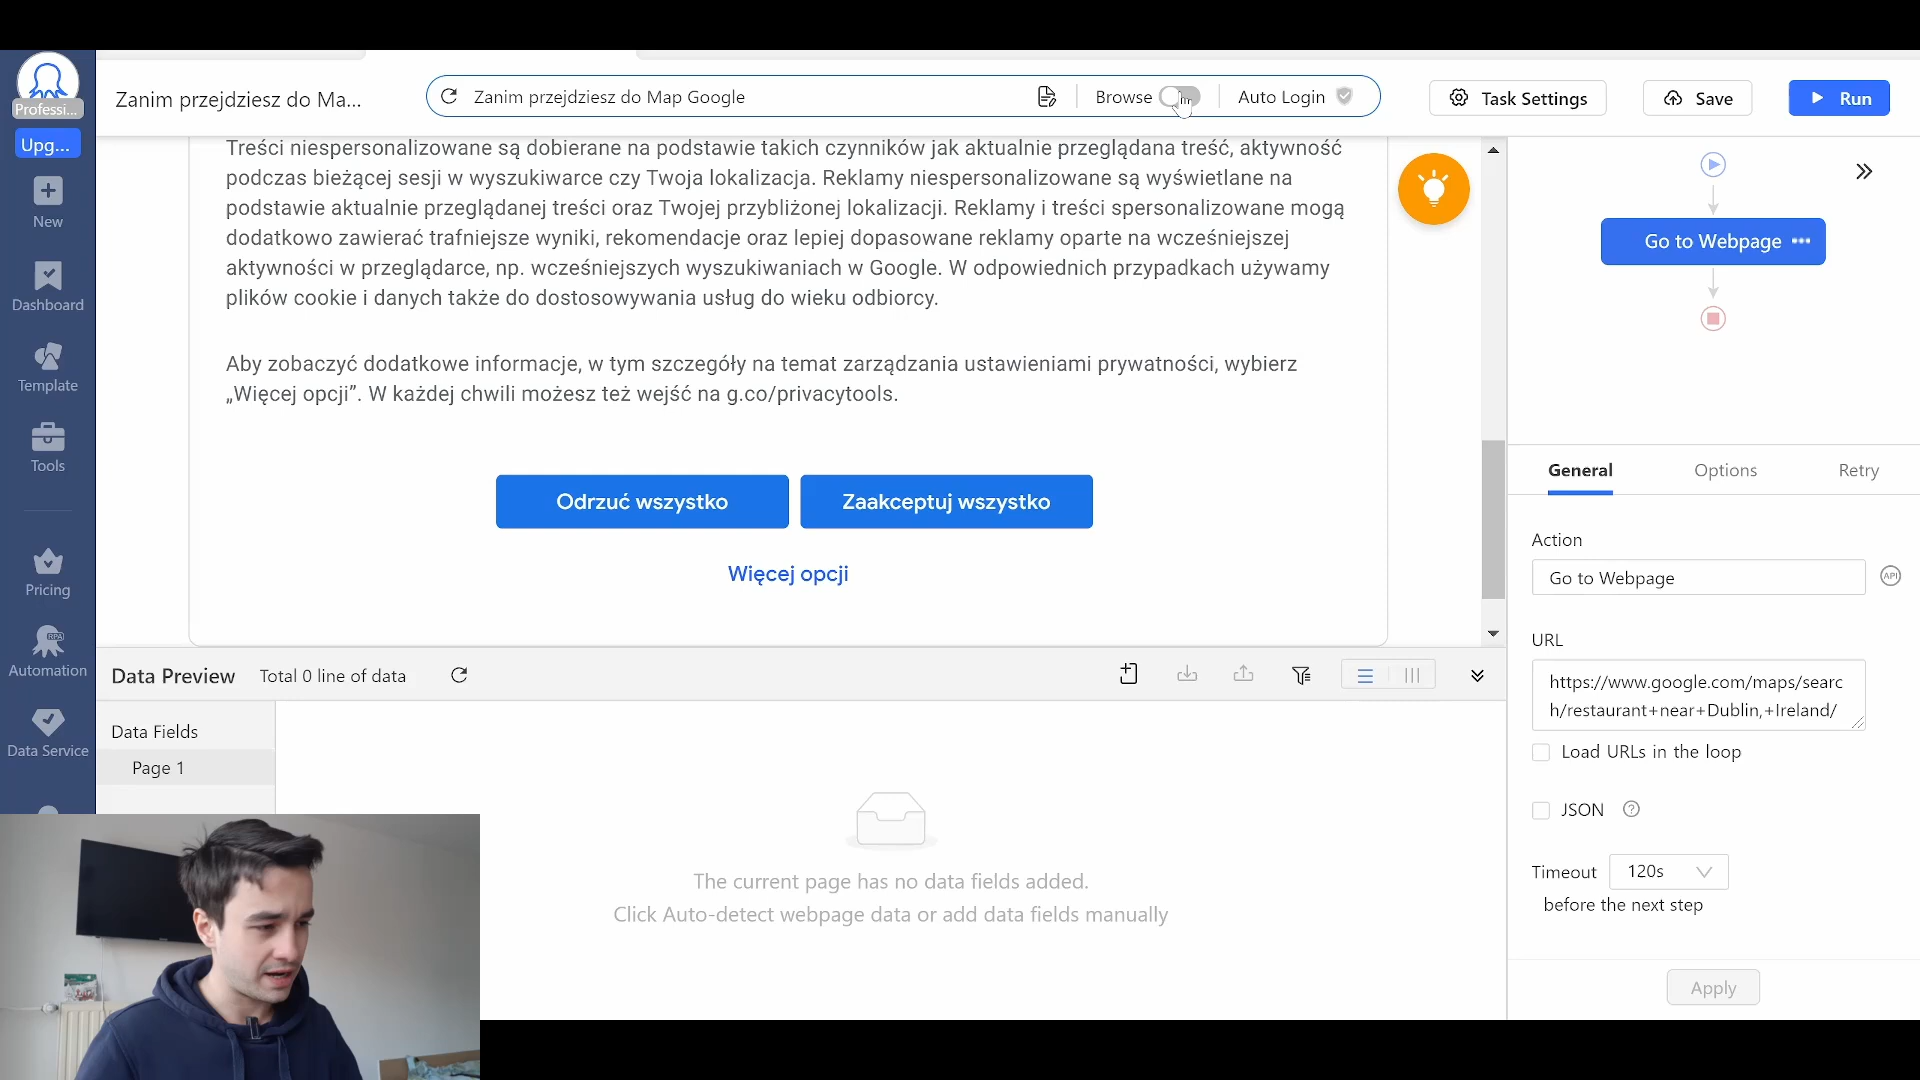 Professi...
Upg...
New
Dashboard
Template
Tools
Pricing
RPA
Automation
Data Service
Zanim przejdziesz do Ma...
Zanim przejdziesz do Map Google
Browse
Auto Login
Task Settings
Save
Run
Treści niespersonalizowane są dobierane na podstawie takich czynników jak aktualnie przeglądana treść, aktywność
podczas bieżącej sesji w wyszukiwarce czy Twoja lokalizacja. Reklamy niespersonalizowane są wyświetlane na
podstawie aktualnie przeglądanej treści oraz Twojej przybliżonej lokalizacji. Reklamy i treści spersonalizowane mogą
dodatkowo zawierać trafniejsze wyniki, rekomendacje oraz lepiej dopasowane reklamy oparte na wcześniejszej
aktywności w przeglądarce, np. wcześniejszych wyszukiwaniach w Google. W odpowiednich przypadkach używamy
plików cookie i danych także do dostosowywania usług do wieku odbiorcy.
Aby zobaczyć dodatkowe informacje, w tym szczegóły na temat zarządzania ustawieniami prywatności, wybierz
„Więcej opcji”. W każdej chwili możesz też wejść na g.co/privacytools.
Odrzuć wszystko
Zaakceptuj wszystko
Więcej opcji
Data Preview
Total 0 line of data
Data Fields
Page 1
The current page has no data fields added.
Click Auto-detect webpage data or add data fields manually
Go to Webpage
General
Options
Retry
Action
Go to Webpage
API
URL
https://www.google.com/maps/searc
h/restaurant+near+Dublin,+Ireland/
Load URLs in the loop
JSON
Timeout
120s
before the next step
Apply